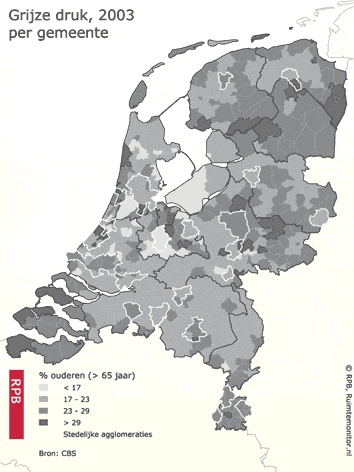 Grijze druk, 2003
per gemeente
% ouderen (> 65 jaar)
< 17
17 - 23
23 - 29
> 29
Stedelijke agglomeraties
Bron: CBS
RPB
© RPB, Ruimtemonitor.nl